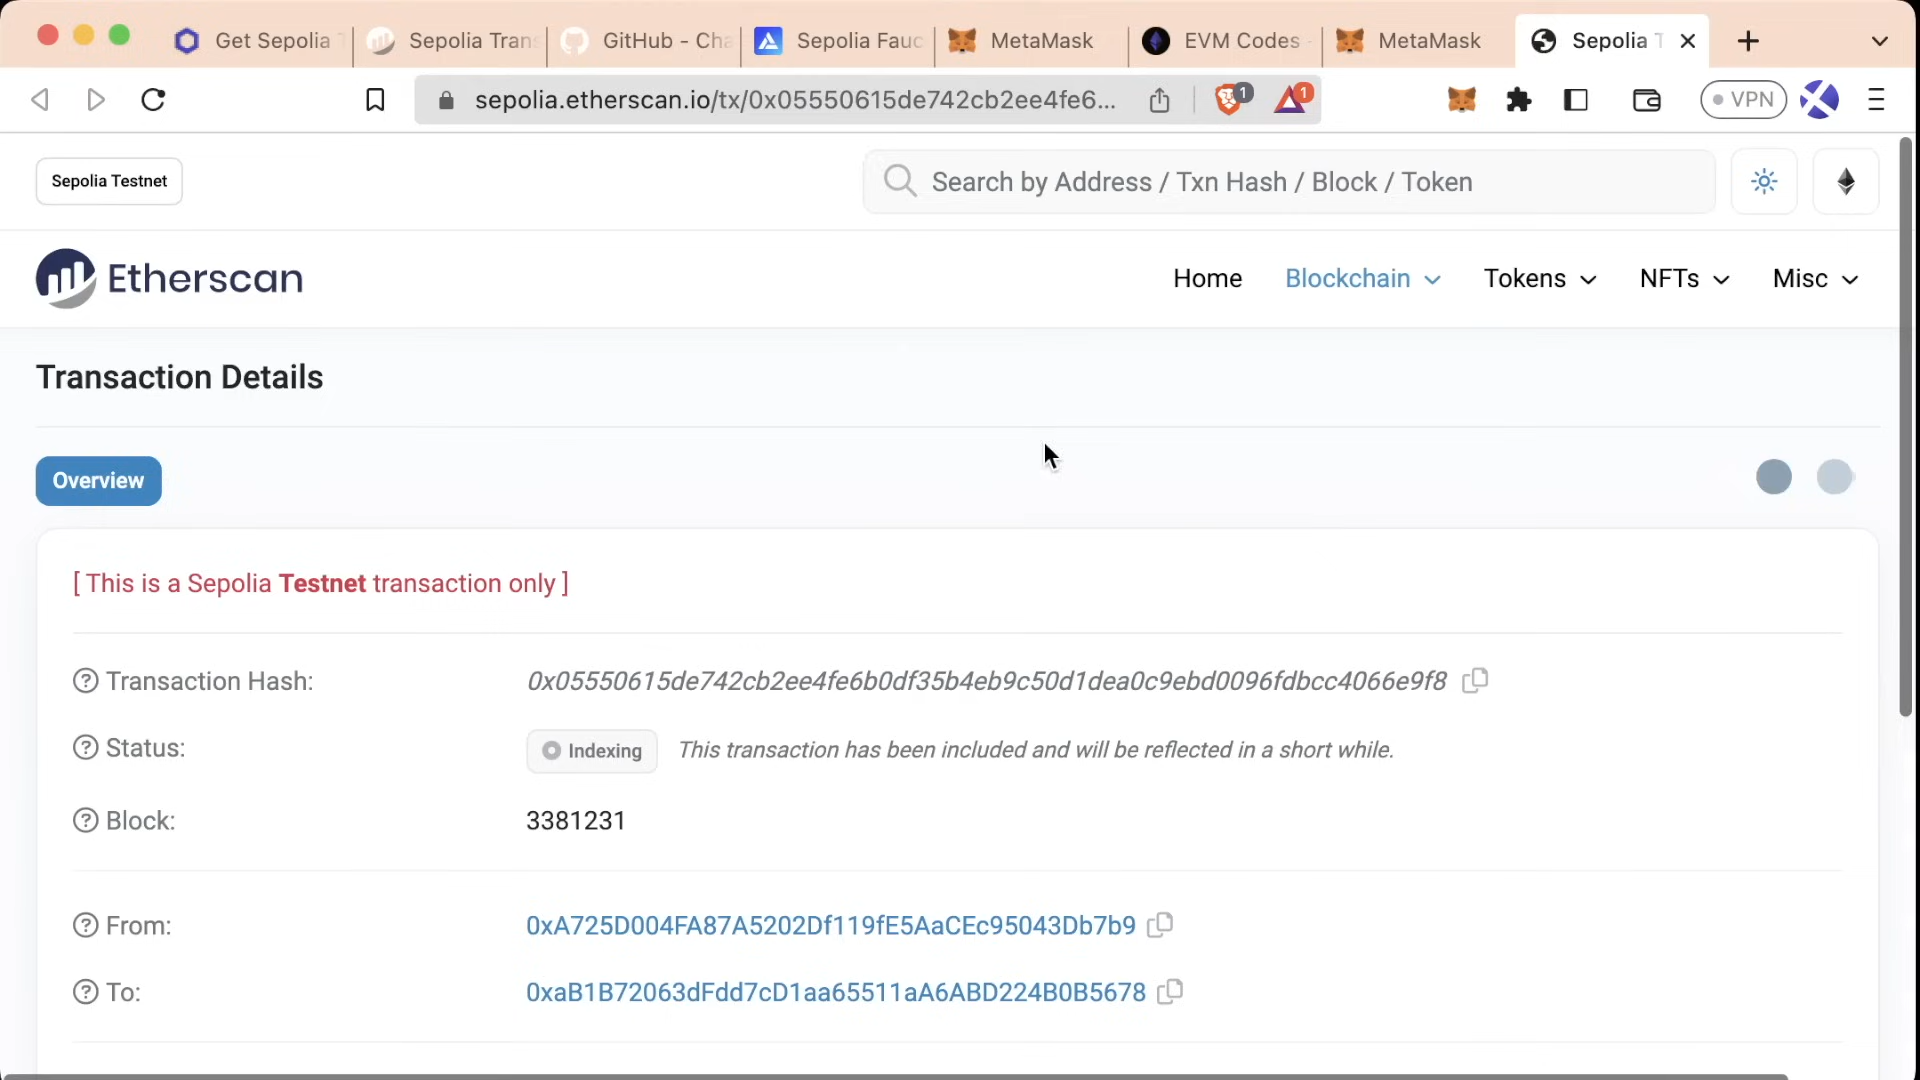 Get Sepolia T
Sepolia Trans
GitHub - Cha
Sepolia Fauc
MetaMask
EVM Codes -
MetaMask
Sepolia T
sepolia.etherscan.io/tx/0x05550615de742cb2ee4fe6...
1
1
VPN
Sepolia Testnet
Search by Address / Txn Hash / Block / Token
Etherscan
Home
Blockchain
Tokens
NFTs
Misc
Transaction Details
Overview
[ This is a Sepolia Testnet transaction only ]
Transaction Hash:
0x05550615de742cb2ee4fe6b0df35b4eb9c50d1dea0c9ebd0096fdbcc4066e9f8
Status:
Indexing
This transaction has been included and will be reflected in a short while.
Block:
3381231
From:
0xA725D004FA87A5202Df119fE5AaCEc95043Db7b9
To:
0xaB1B72063dFdd7cD1aa65511aA6ABD224B0B5678